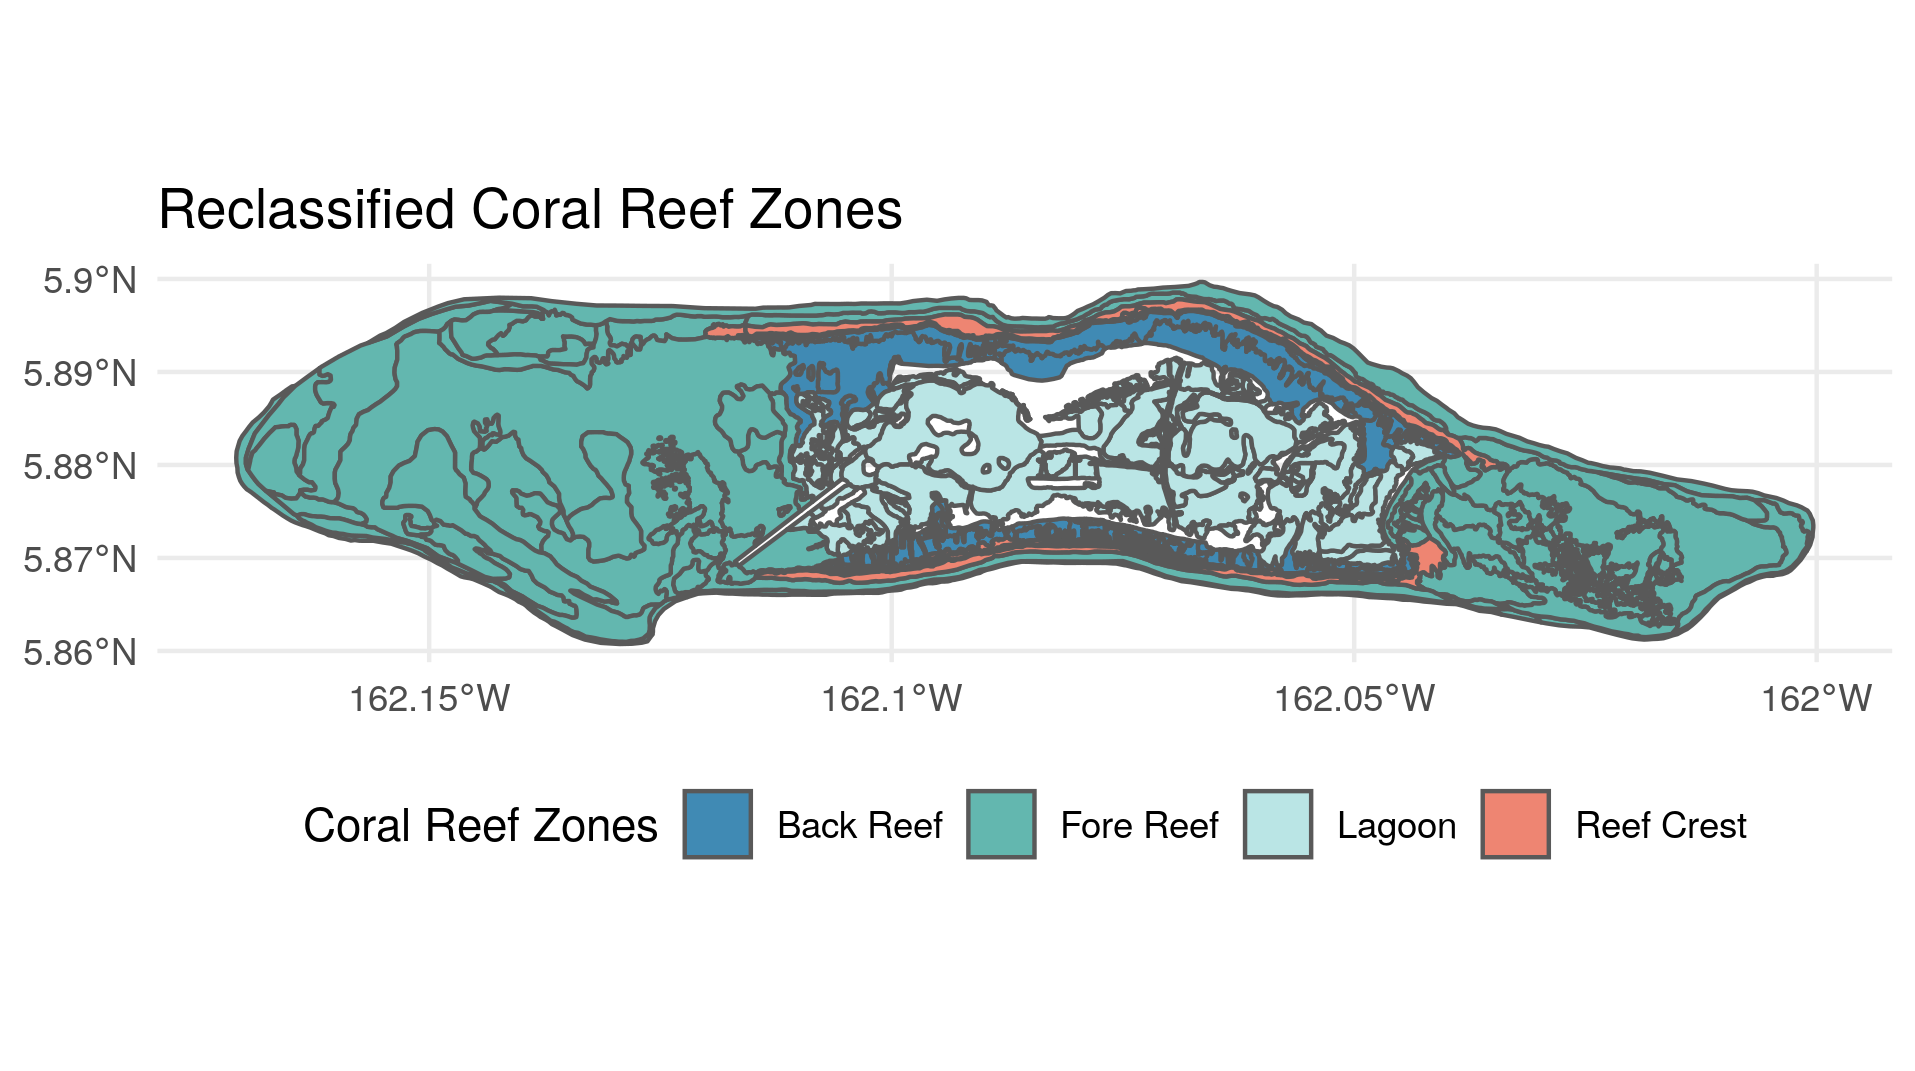 Reclassified Coral Reef Zones
5.9°N
5.89°N
5.88°N
5.87°N
5.86°N
162.15°W 162.1°W 162.05°W 162°W
Coral Reef Zones Back Reef Fore Reef Lagoon Reef Crest